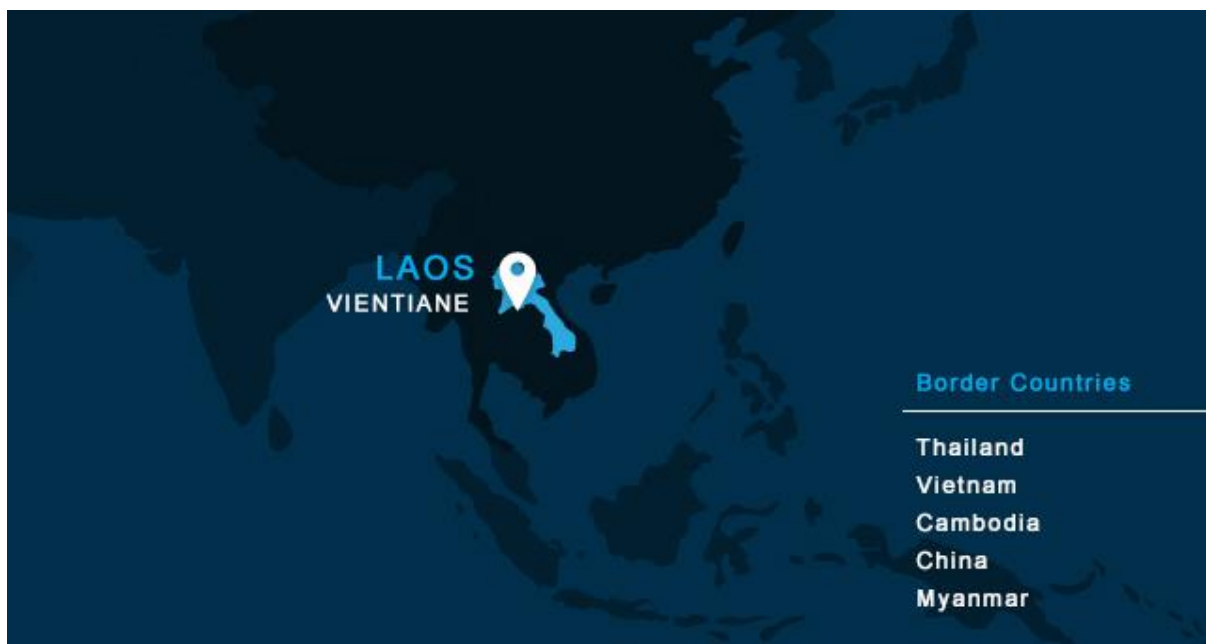 LAOS
VIENTIANE
Border Countries
Thailand
Vietnam
Cambodia
China
Myanmar